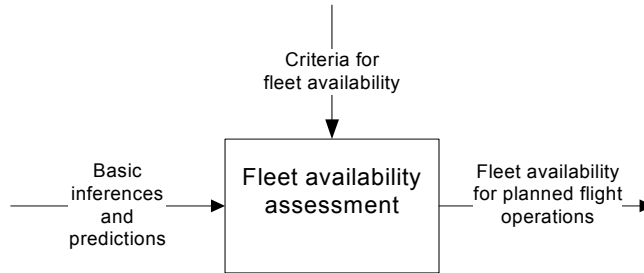 Criteria for
fleet availability
Basic
inferences
and
predictions
Fleet availability
assessment
Fleet availability
for planned flight
operations